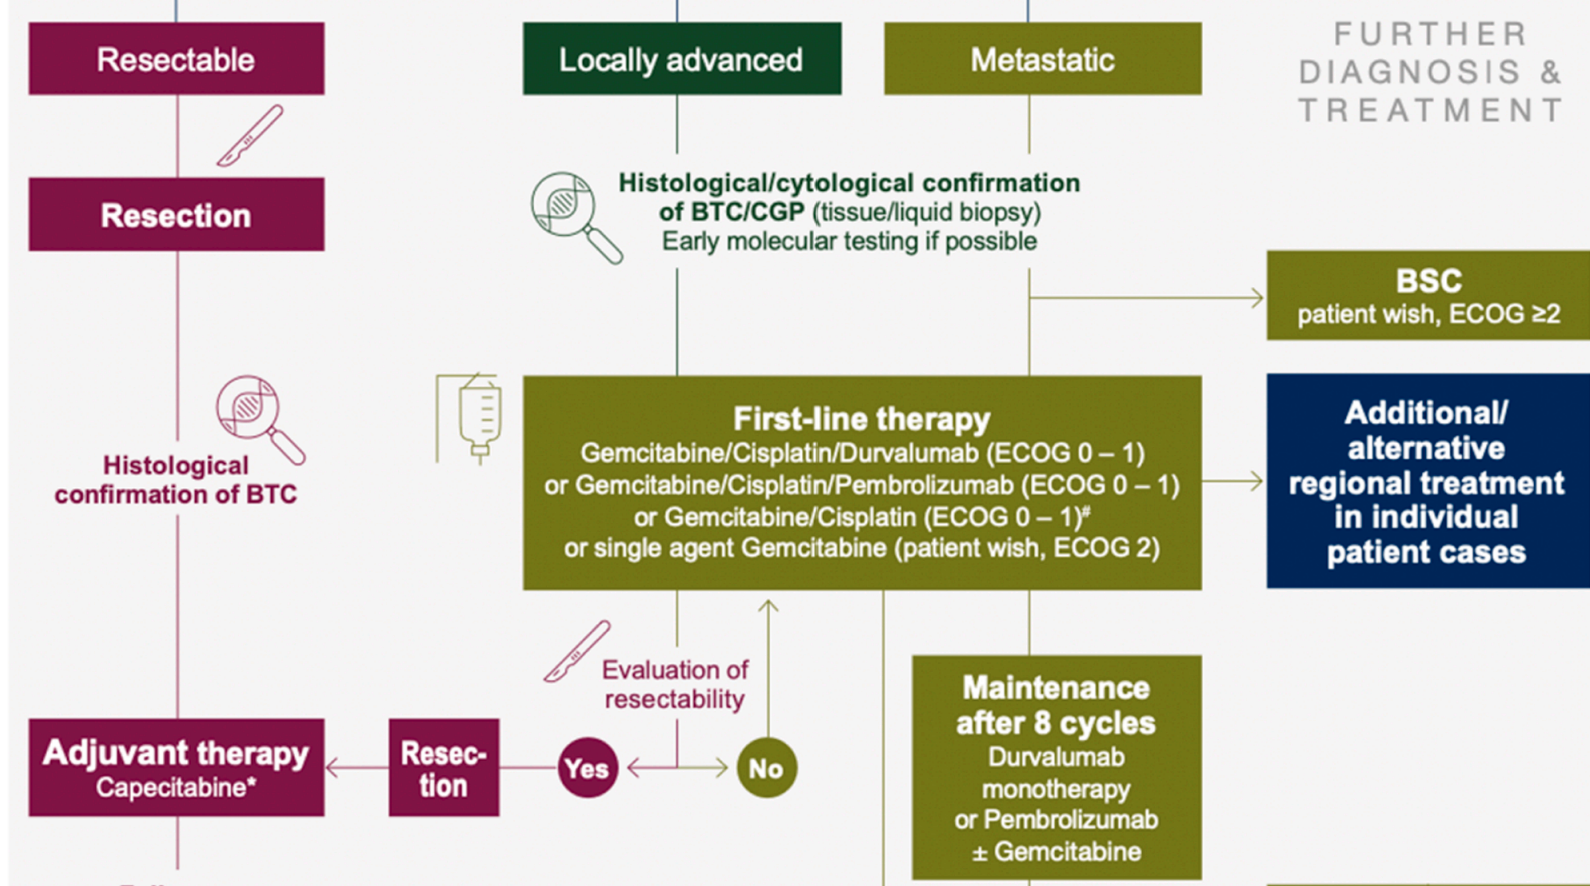 Resectable
Locally advanced
Metastatic
FURTHER
DIAGNOSIS &
TREATMENT
Resection
Histological/cytological confirmation
of BTC/CGP (tissue/liquid biopsy)
Early molecular testing if possible
BSC
patient wish, ECOG ≥2
Histological
confirmation of BTC
First-line therapy
Gemcitabine/Cisplatin/Durvalumab (ECOG 0 – 1)
or Gemcitabine/Cisplatin/Pembrolizumab (ECOG 0 – 1)
or Gemcitabine/Cisplatin (ECOG 0 – 1)#
or single agent Gemcitabine (patient wish, ECOG 2)
Additional/
alternative
regional treatment
in individual
patient cases
Evaluation of
resectability
Adjuvant therapy
Capecitabine*
Resec-
tion
Yes
No
Maintenance
after 8 cycles
Durvalumab
monotherapy
or Pembrolizumab
± Gemcitabine